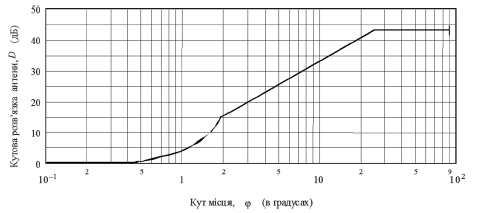 50
40
30
20
10
0
Кутова розв'язка антени, D (дБ)
10⁻¹ 2 5 1 2 5 10 2 5 9 10²
Кут місця, φ (в градусах)